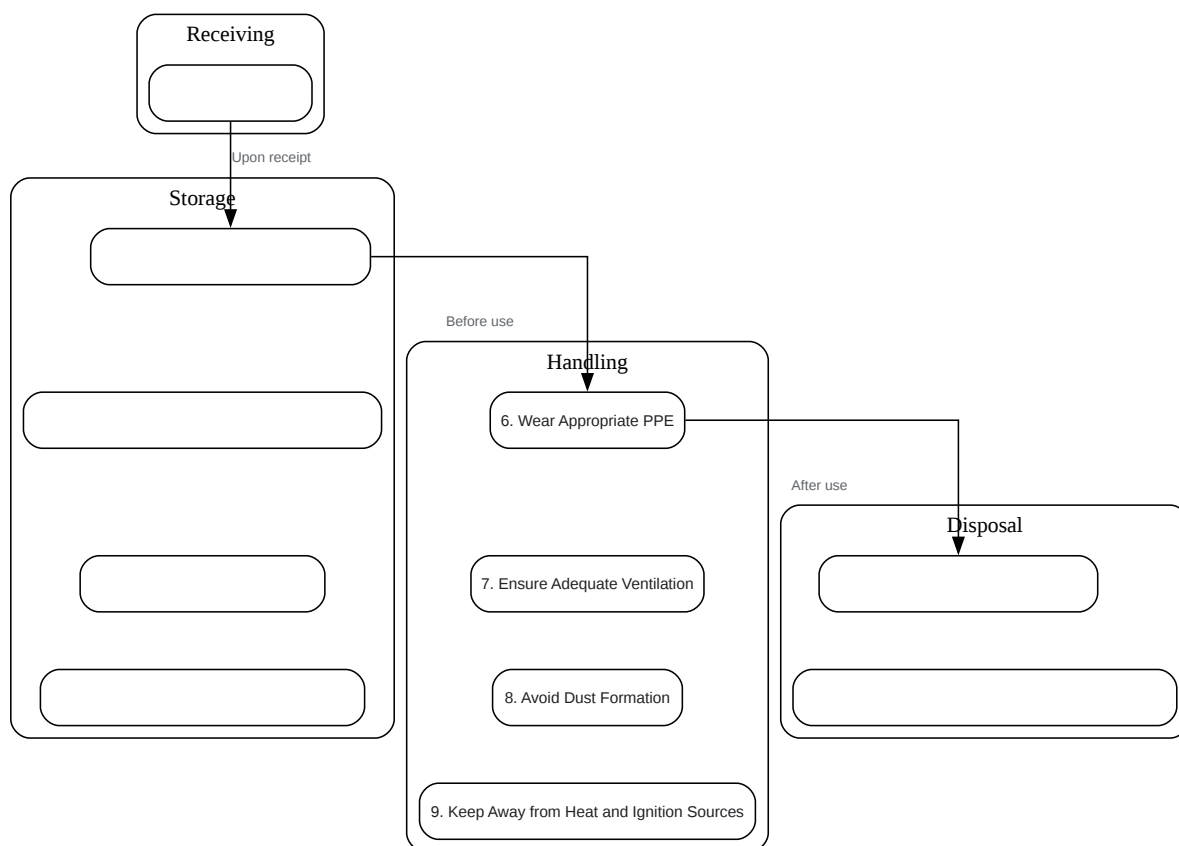 Receiving
Upon receipt
Storage
Before use
Handling
6. Wear Appropriate PPE
After use
Disposal
7. Ensure Adequate Ventilation
8. Avoid Dust Formation
9. Keep Away from Heat and Ignition Sources